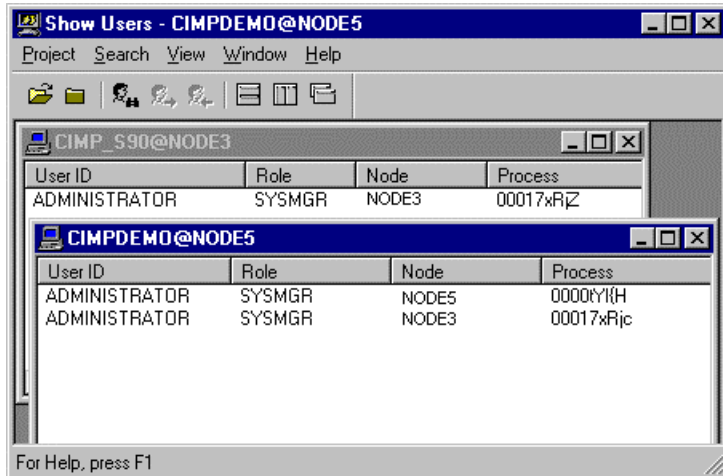 Show Users - CIMPDEMO@NODE5
Project Search View Window Help
CIMP_S90@NODE3
User ID Role Node Process
ADMINISTRATOR SYSMGR NODE3 00017xRjZ
CIMPDEMO@NODE5
User ID Role Node Process
ADMINISTRATOR SYSMGR NODE5
ADMINISTRATOR SYSMGR NODE3 00017xRjc
For Help, press F1